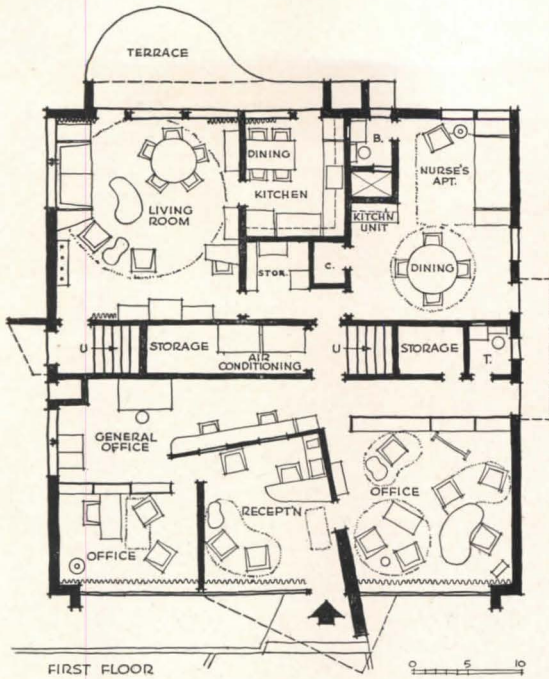 TERRACE
B.
DINING
NURSE'S
APT.
KITCHEN
LIVING
ROOM
KITCH'N
UNIT
STOR.
C.
DINING
U
STORAGE
AIR
CONDITIONING
U
STORAGE
T.
GENERAL
OFFICE
OFFICE
RECEPT'N
OFFICE
FIRST FLOOR
0 5 10